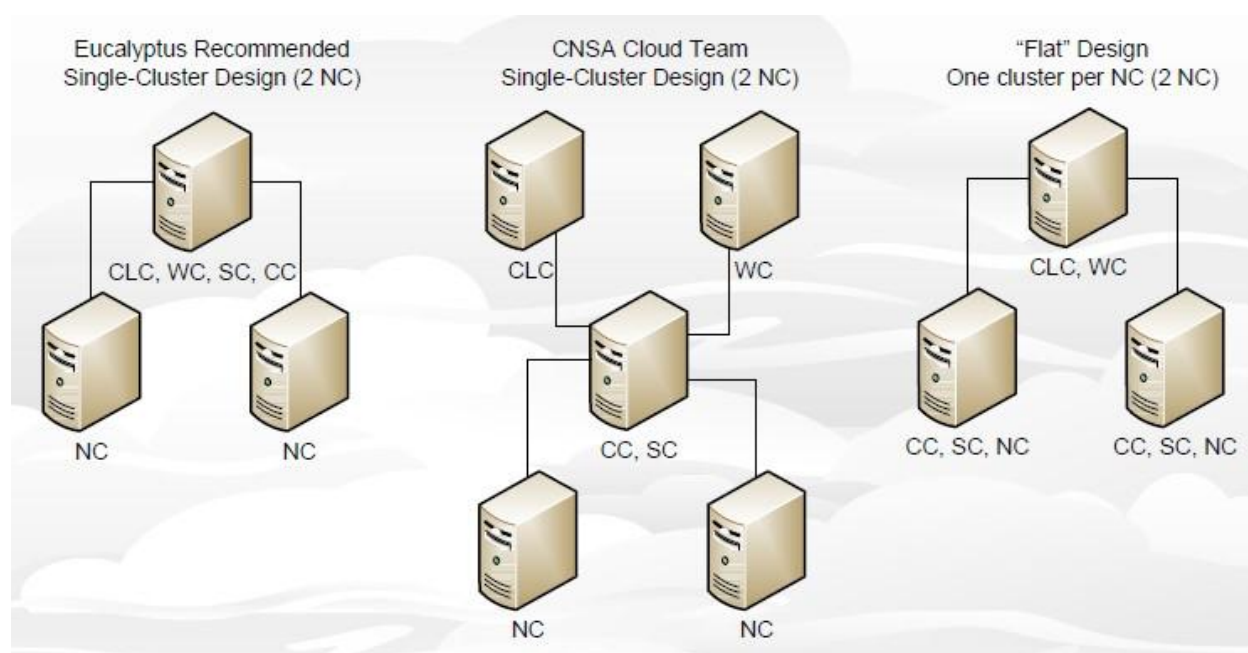 Eucalyptus Recommended
Single-Cluster Design (2 NC)
CLC, WC, SC, CC
NC
NC
CNSA Cloud Team
Single-Cluster Design (2 NC)
CLC
WC
CC, SC
NC
NC
“Flat” Design
One cluster per NC (2 NC)
CLC, WC
CC, SC, NC
CC, SC, NC